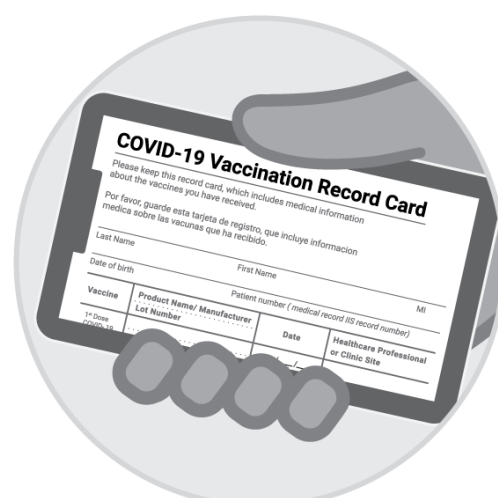 COVID-19 Vaccination Record Card
Please keep this record card, which includes medical information
about the vaccines you have received.
Por favor, guarde esta tarjeta de registro, que incluye informacion
medica sobre las vacunas que ha recibido.
Last Name First Name MI
Date of birth Patient number ( medical record IIS record number)
Vaccine Product Name/ Manufacturer Date Healthcare Professional
Lot Number or Clinic Site
1st Dose
COVID-19